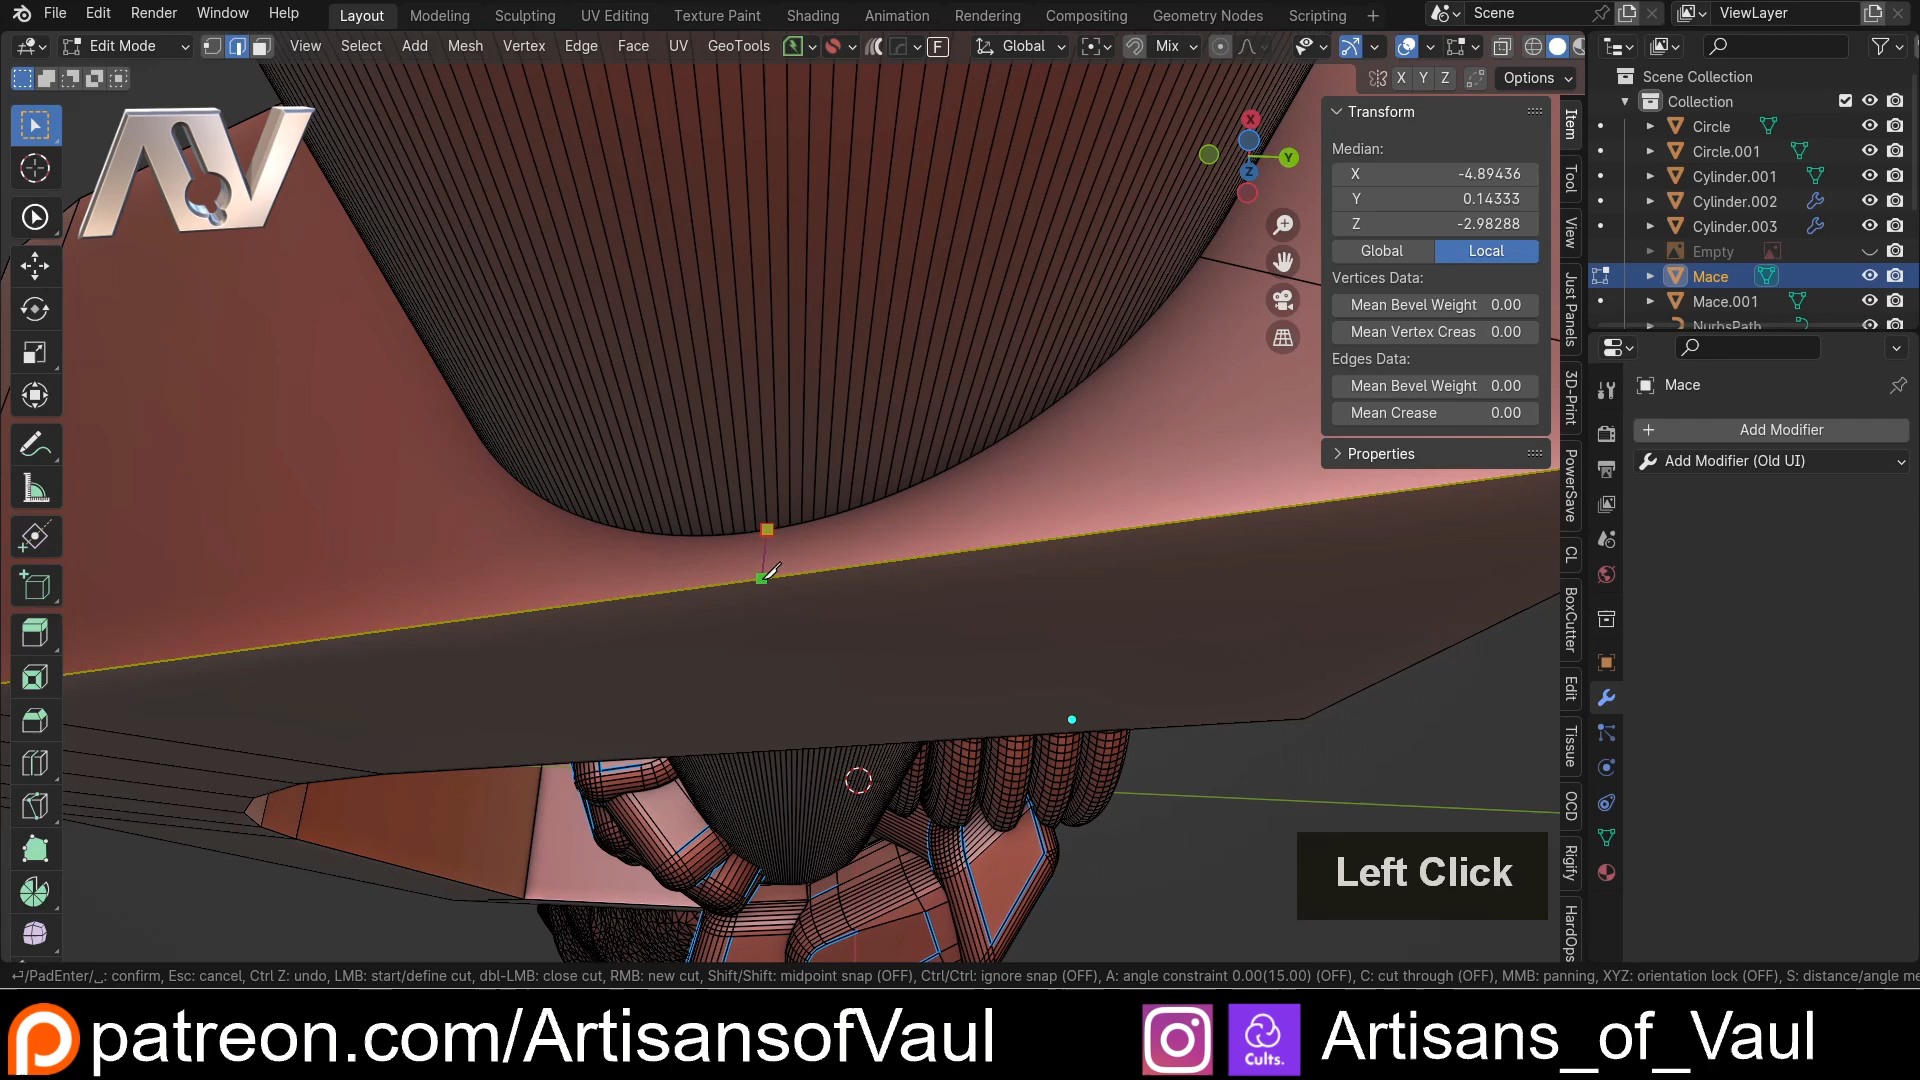 File Edit Render Window Help Layout Modeling Sculpting UV Editing Texture Paint Shading Animation Rendering Compositing Geometry Nodes Scripting + Scene ViewLayer
Edit Mode View Select Add Mesh Vertex Edge Face UV GeoTools F Global Mix
X Y Z Options
AV
X
Y
Z
Transform
Median:
X -4.89436
Y 0.14333
Z -2.98288
Global Local
Vertices Data:
Mean Bevel Weight 0.00
Mean Vertex Creas 0.00
Edges Data:
Mean Bevel Weight 0.00
Mean Crease 0.00
Properties
Item
Tool
View
Just Panels
3D-Print
PowerSave
CL
BoxCutter
Edit
Tissue
OCD
Rigify
HardOps
Scene Collection
Collection
Circle
Circle.001
Cylinder.001
Cylinder.002
Cylinder.003
Empty
Mace
Mace.001
NurbsPath
Mace
+ Add Modifier
Add Modifier (Old UI)
Left Click
⏎/PadEnter/␣: confirm, Esc: cancel, Ctrl Z: undo, LMB: start/define cut, dbl-LMB: close cut, RMB: new cut, Shift/Shift: midpoint snap (OFF), Ctrl/Ctrl: ignore snap (OFF), A: angle constraint 0.00(15.00) (OFF), C: cut through (OFF), MMB: panning, XYZ: orientation lock (OFF), S: distance/angle me
patreon.com/ArtisansofVaul
Cults.
Artisans_of_Vaul